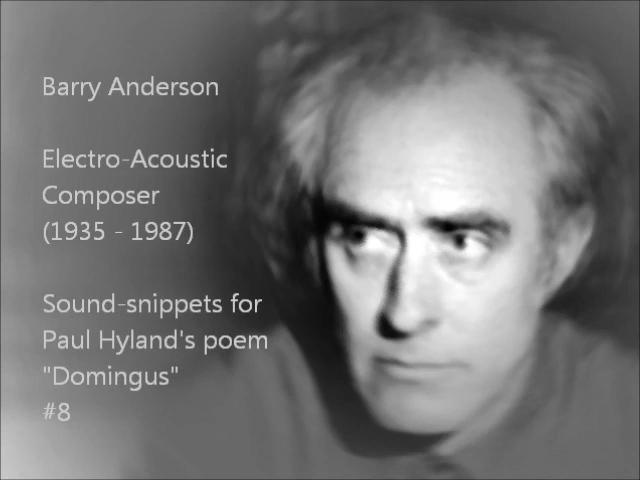 Barry Anderson
Electro-Acoustic
Composer
(1935 - 1987)
Sound-snippets for
Paul Hyland's poem
"Domingus"
#8